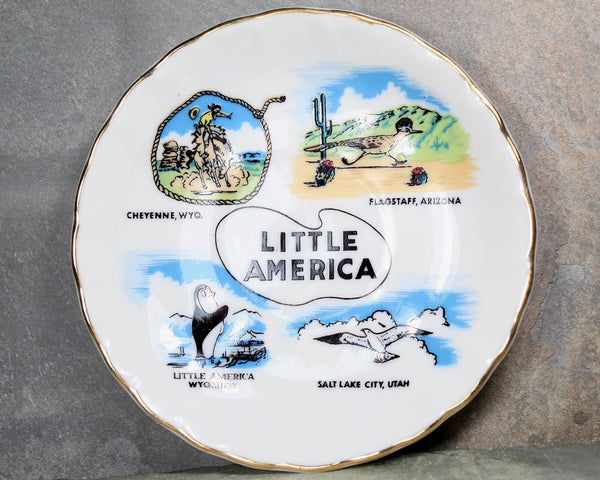 CHEYENNE, WYO.
FLAGSTAFF, ARIZONA
LITTLE
AMERICA
LITTLE AMERICA
WYOMING
SALT LAKE CITY, UTAH